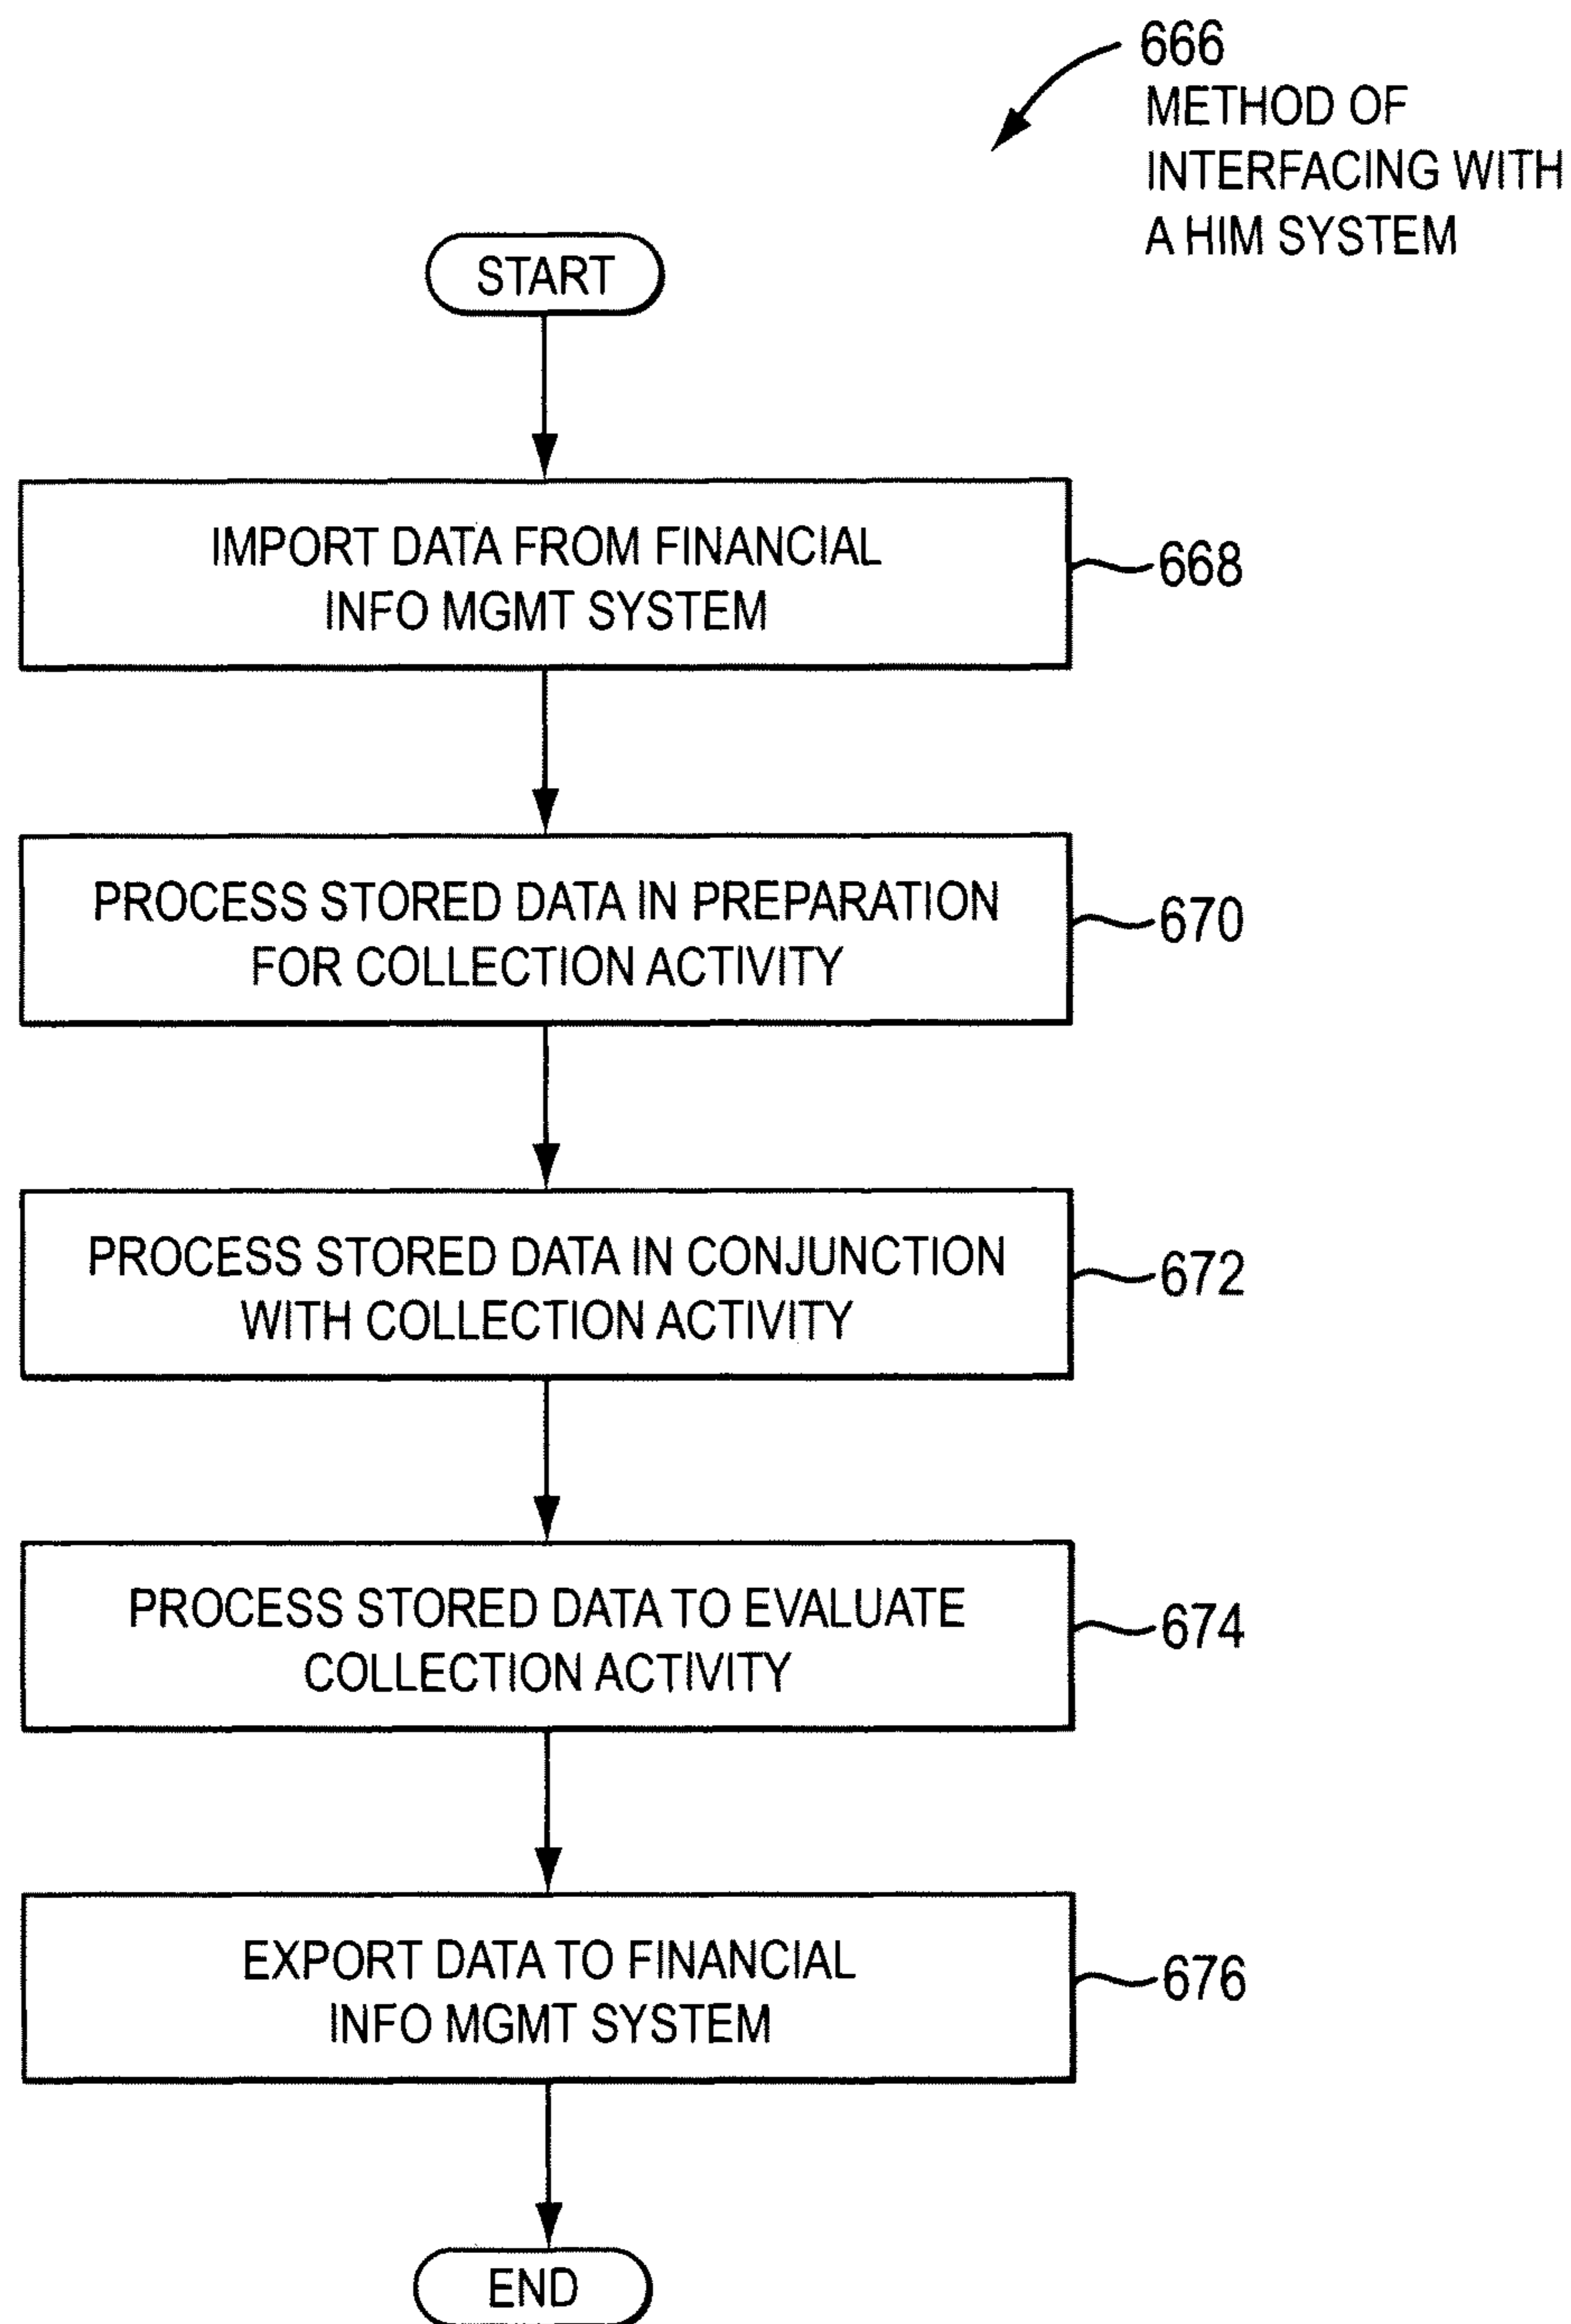 666
METHOD OF
INTERFACING WITH
A HIM SYSTEM
START
IMPORT DATA FROM FINANCIAL
INFO MGMT SYSTEM
668
PROCESS STORED DATA IN PREPARATION
FOR COLLECTION ACTIVITY
670
PROCESS STORED DATA IN CONJUNCTION
WITH COLLECTION ACTIVITY
672
PROCESS STORED DATA TO EVALUATE
COLLECTION ACTIVITY
674
EXPORT DATA TO FINANCIAL
INFO MGMT SYSTEM
676
END